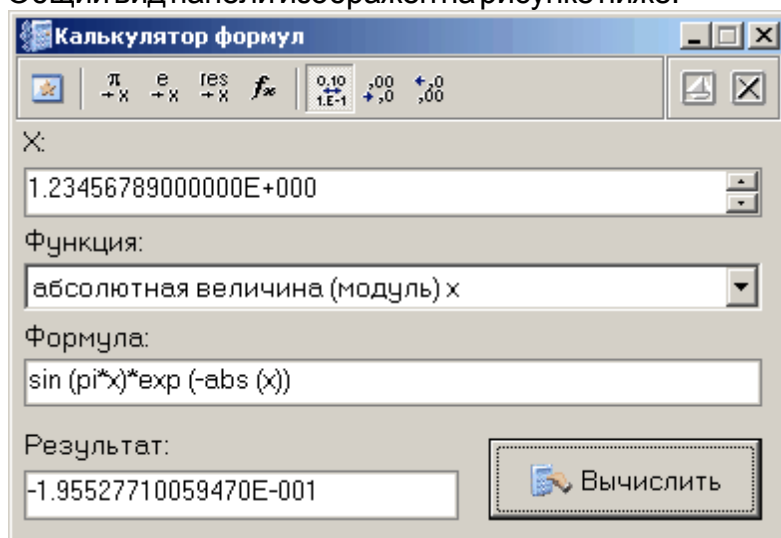 Общий вид панели изображен на рисунке ниже.
Калькулятор формул
π→x e→x res→x fx 0,10 1.E-1 ,00 →,0 ←,0 ,00
X:
1.23456789000000E+000
Функция:
абсолютная величина (модуль) x
Формула:
sin (pi*x)*exp (-abs (x))
Результат:
-1.95527710059470E-001
Вычислить